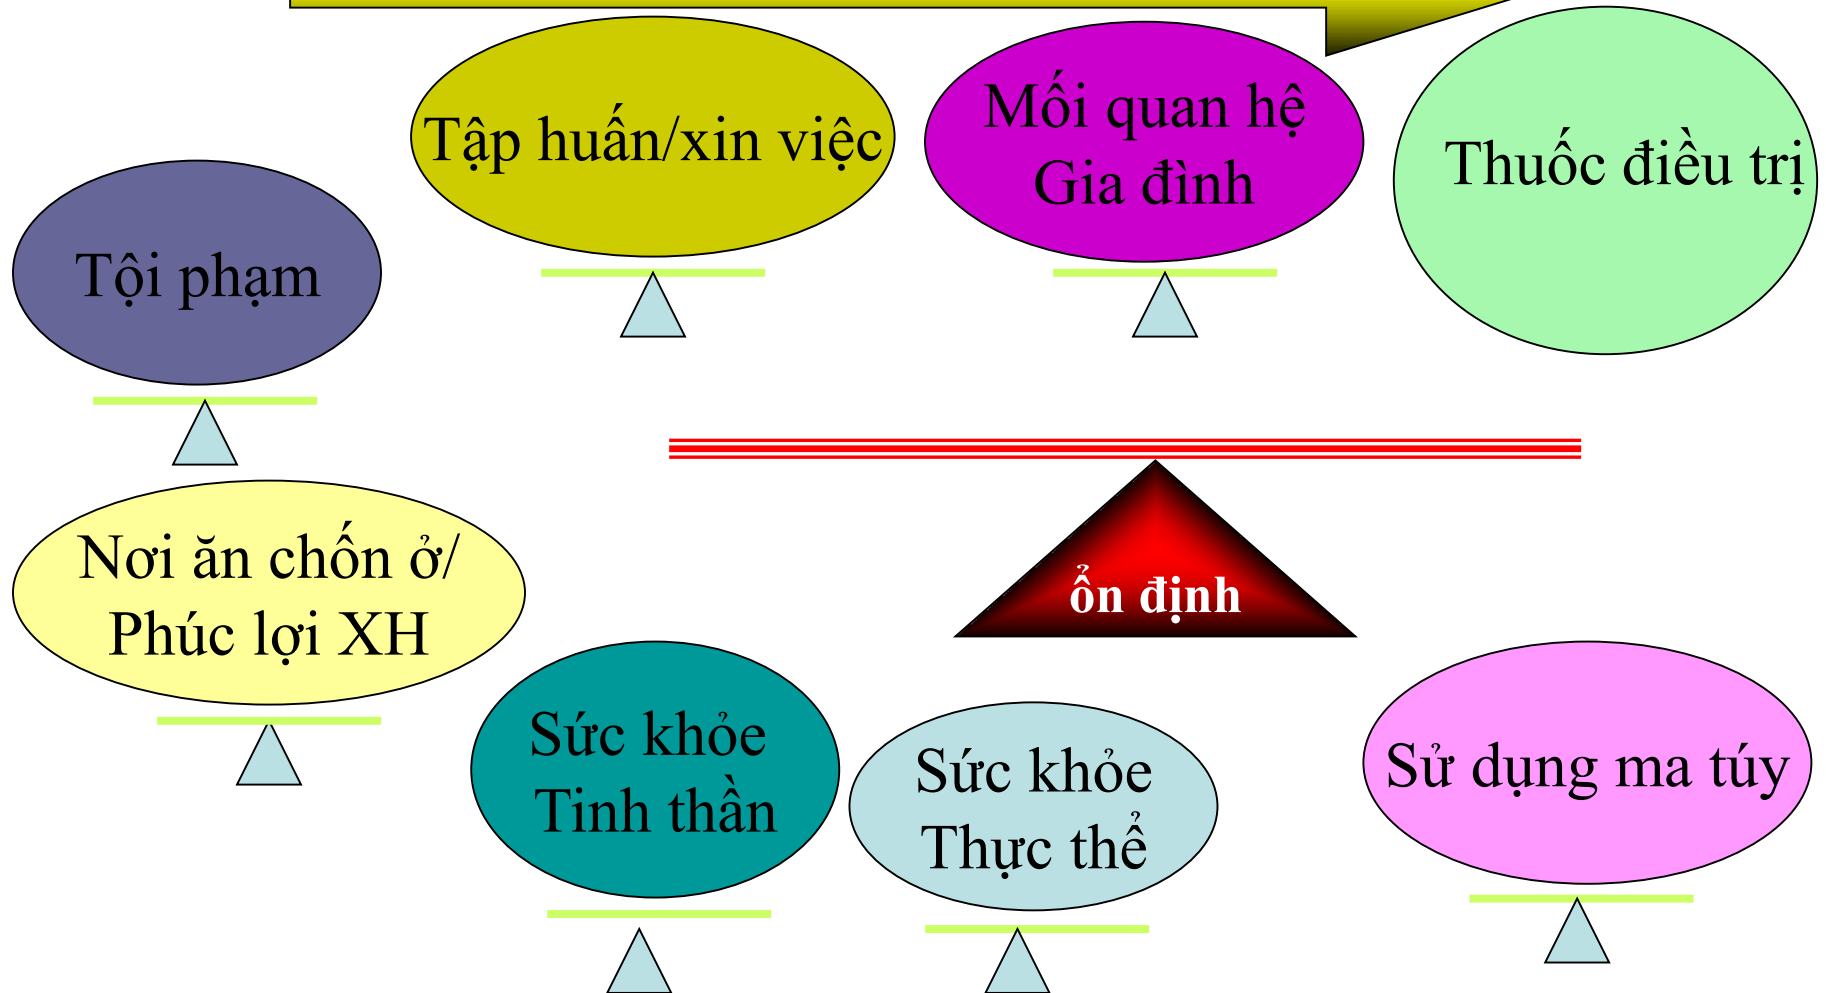 Tập huấn/xin việc
Mối quan hệ
Gia đình
Thuốc điều trị
Tội phạm
Nơi ăn chốn ở/
Phúc lợi XH
ổn định
Sức khỏe
Tinh thần
Sức khỏe
Thực thể
Sử dụng ma túy